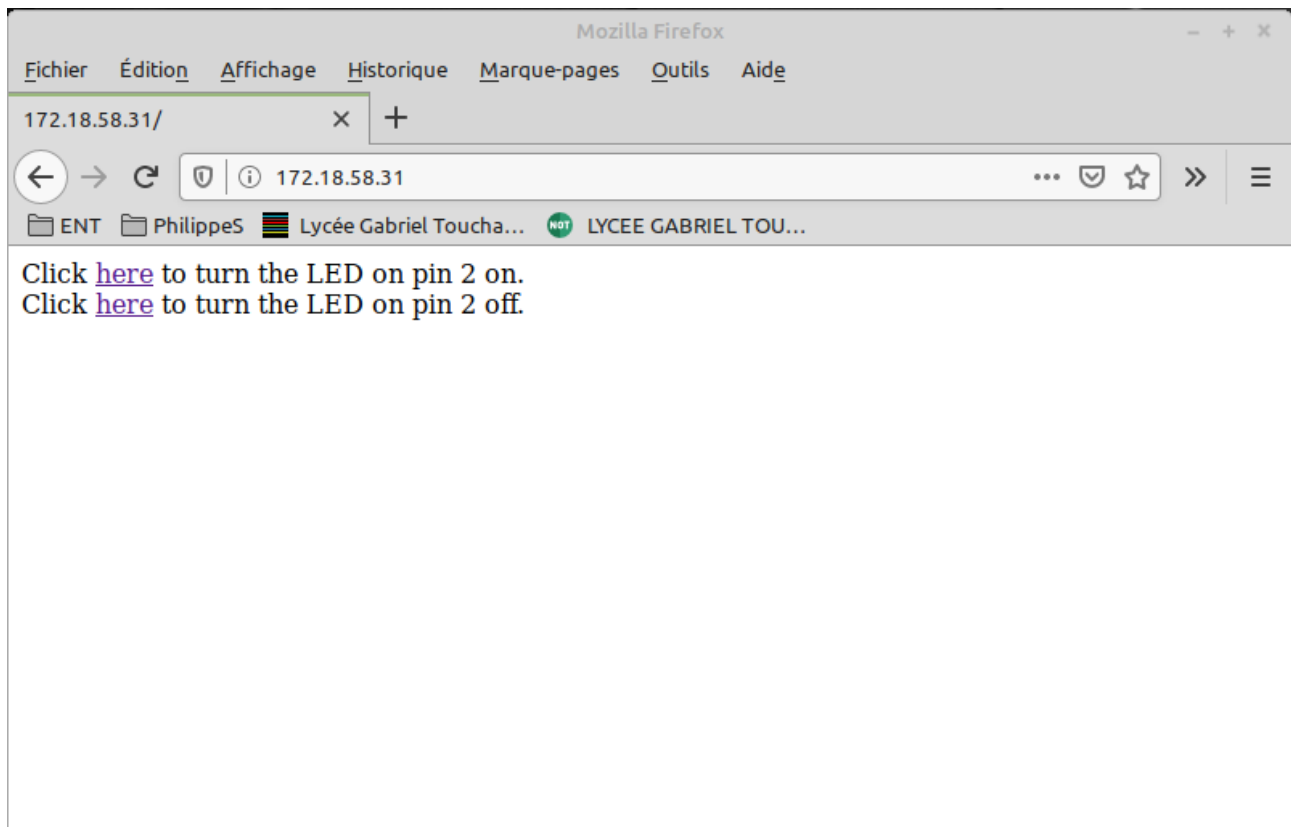 Mozilla Firefox
Fichier Édition Affichage Historique Marque-pages Outils Aide
172.18.58.31/
172.18.58.31
ENT PhilippeS Lycée Gabriel Toucha... NOT LYCEE GABRIEL TOU...
Click here to turn the LED on pin 2 on.
Click here to turn the LED on pin 2 off.